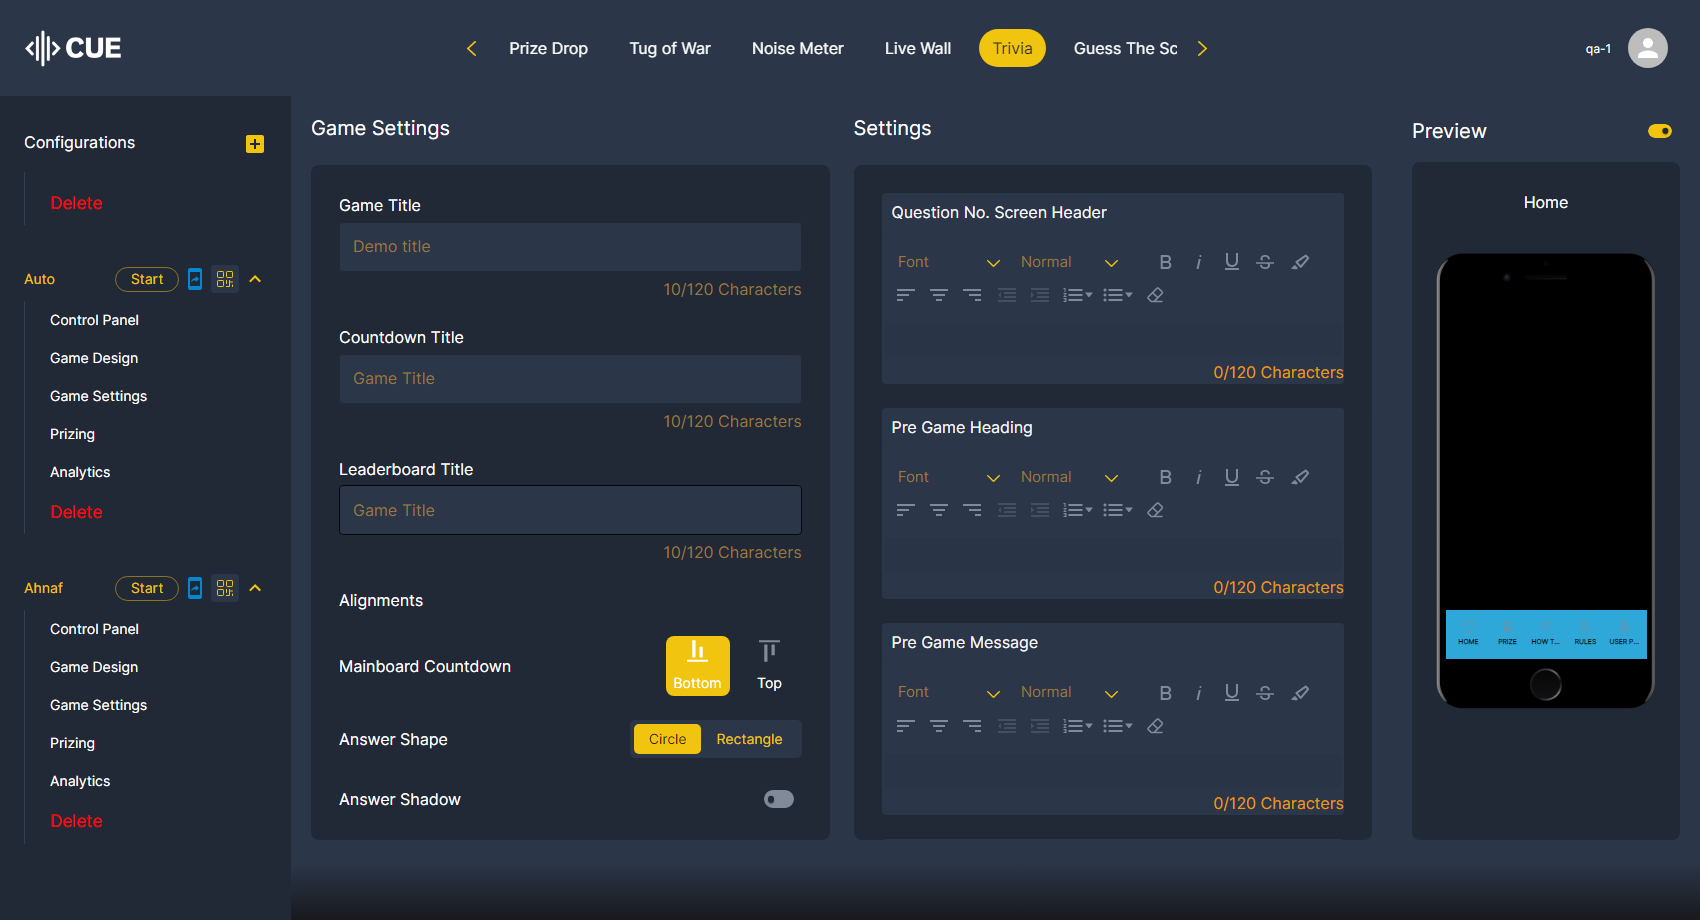 CUE
Prize Drop
Tug of War
Noise Meter
Live Wall
Trivia
Guess The Sc
qa-1
Configurations
Delete
Auto
Start
Control Panel
Game Design
Game Settings
Prizing
Analytics
Delete
Ahnaf
Start
Control Panel
Game Design
Game Settings
Prizing
Analytics
Delete
Game Settings
Game Title
Demo title
10/120 Characters
Countdown Title
Game Title
10/120 Characters
Leaderboard Title
Game Title
10/120 Characters
Alignments
Mainboard Countdown
Bottom
Top
Answer Shape
Circle
Rectangle
Answer Shadow
Settings
Question No. Screen Header
Font
Normal
B
i
U
S
0/120 Characters
Pre Game Heading
Font
Normal
B
i
U
S
0/120 Characters
Pre Game Message
Font
Normal
B
i
U
S
0/120 Characters
Preview
Home
HOME
PRIZE
HOW T...
RULES
USER P...